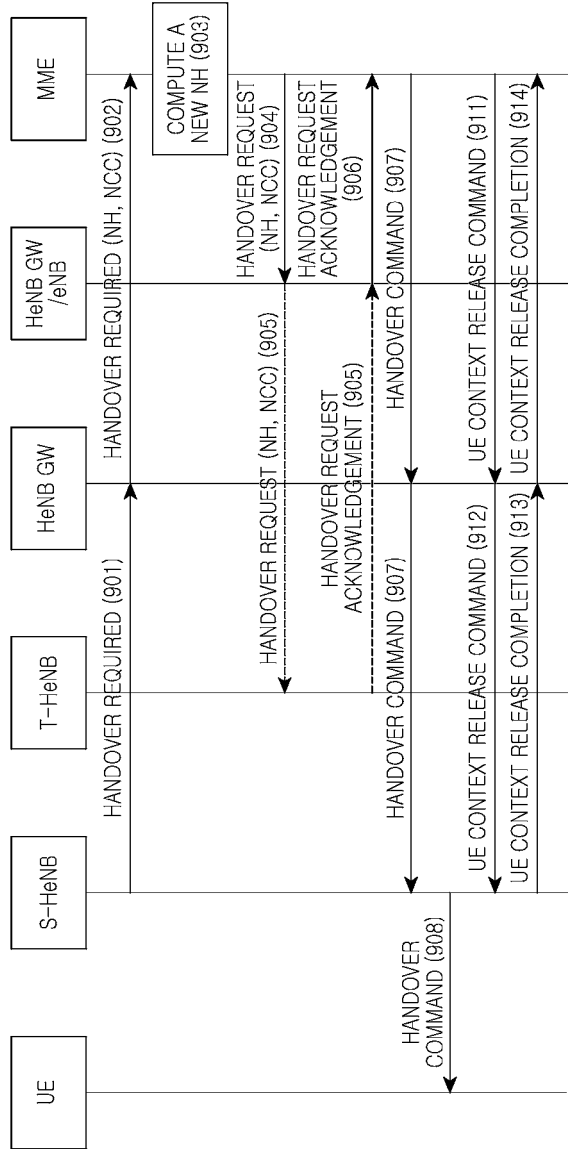 UE
S-HeNB
T-HeNB
HeNB GW
HeNB GW
/eNB
MME
HANDOVER REQUIRED (901)
HANDOVER REQUIRED (NH, NCC) (902)
COMPUTE A
NEW NH (903)
HANDOVER REQUEST
(NH, NCC) (904)
HANDOVER REQUEST (NH, NCC) (905)
HANDOVER REQUEST
ACKNOWLEDGEMENT (905)
HANDOVER REQUEST
ACKNOWLEDGEMENT
(906)
HANDOVER COMMAND (907)
HANDOVER COMMAND (907)
HANDOVER
COMMAND (908)
UE CONTEXT RELEASE COMMAND (911)
UE CONTEXT RELEASE COMMAND (912)
UE CONTEXT RELEASE COMPLETION (913)
UE CONTEXT RELEASE COMPLETION (914)